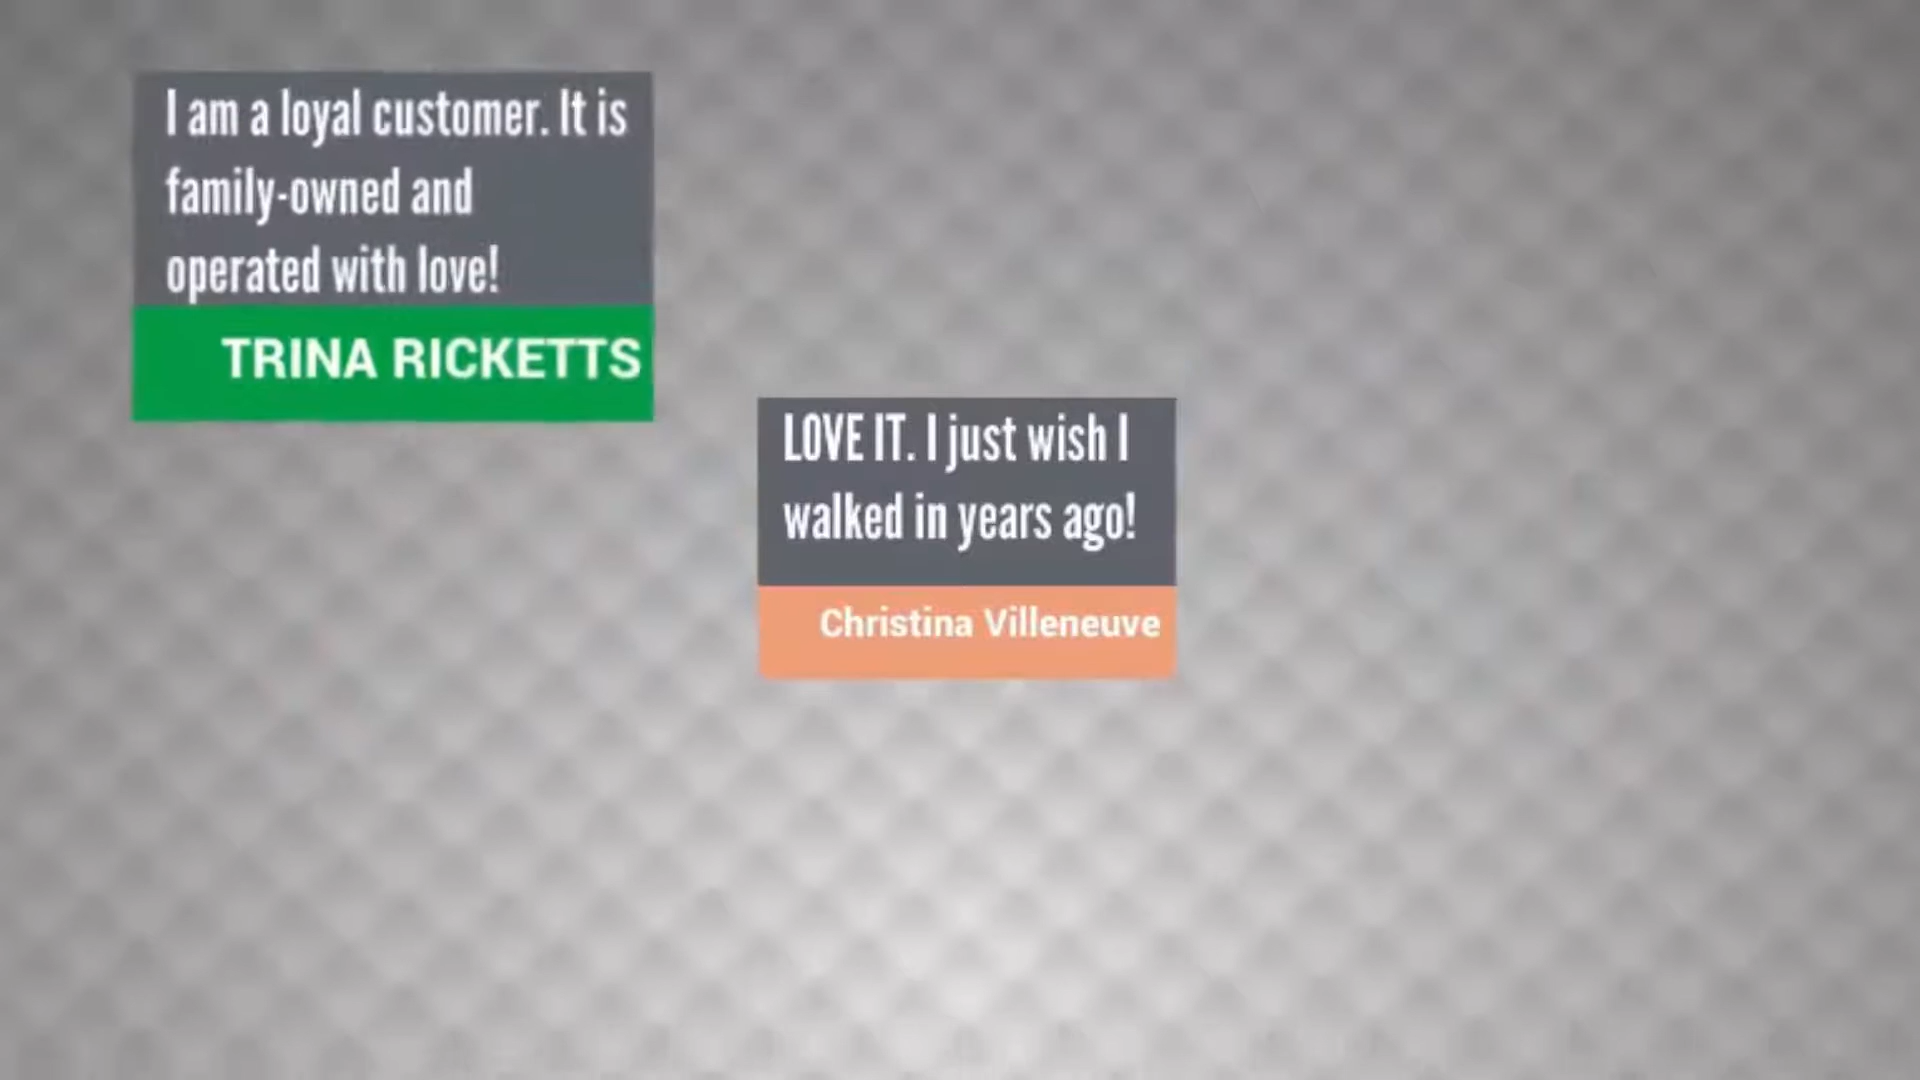 I am a loyal customer. It is
family-owned and
operated with love!
TRINA RICKETTS
LOVE IT. I just wish I
walked in years ago!
Christina Villeneuve